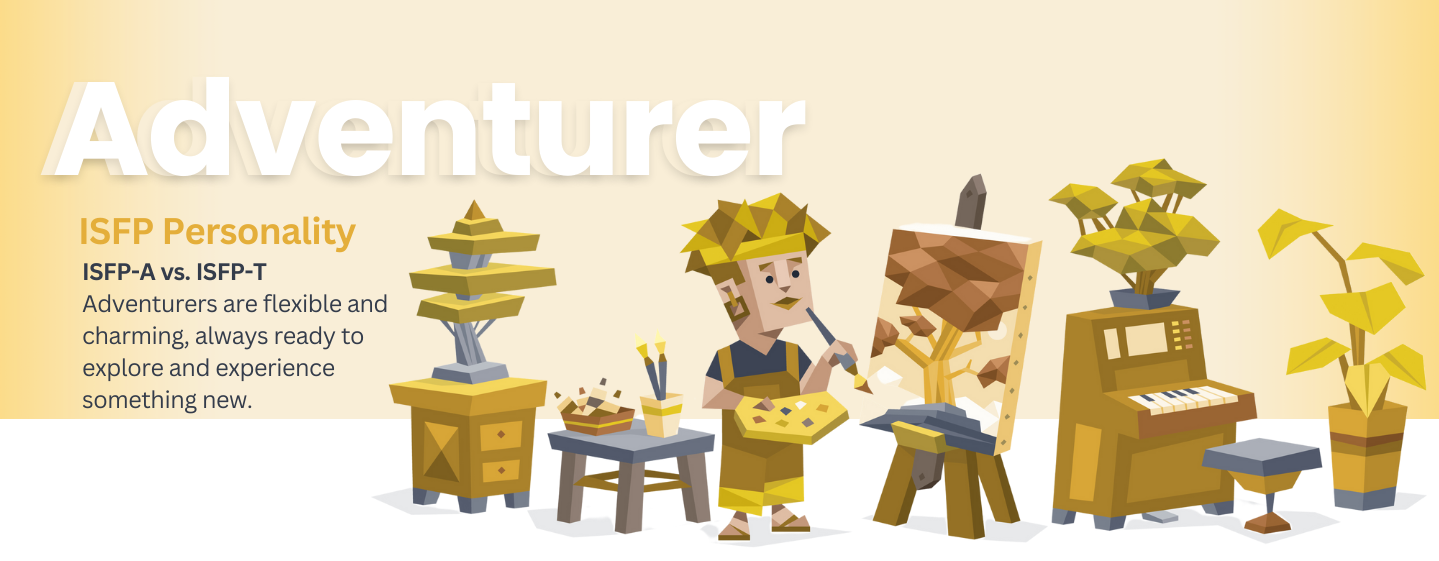 Adventurer
ISFP Personality
ISFP-A vs. ISFP-T
Adventurers are flexible and
charming, always ready to
explore and experience
something new.